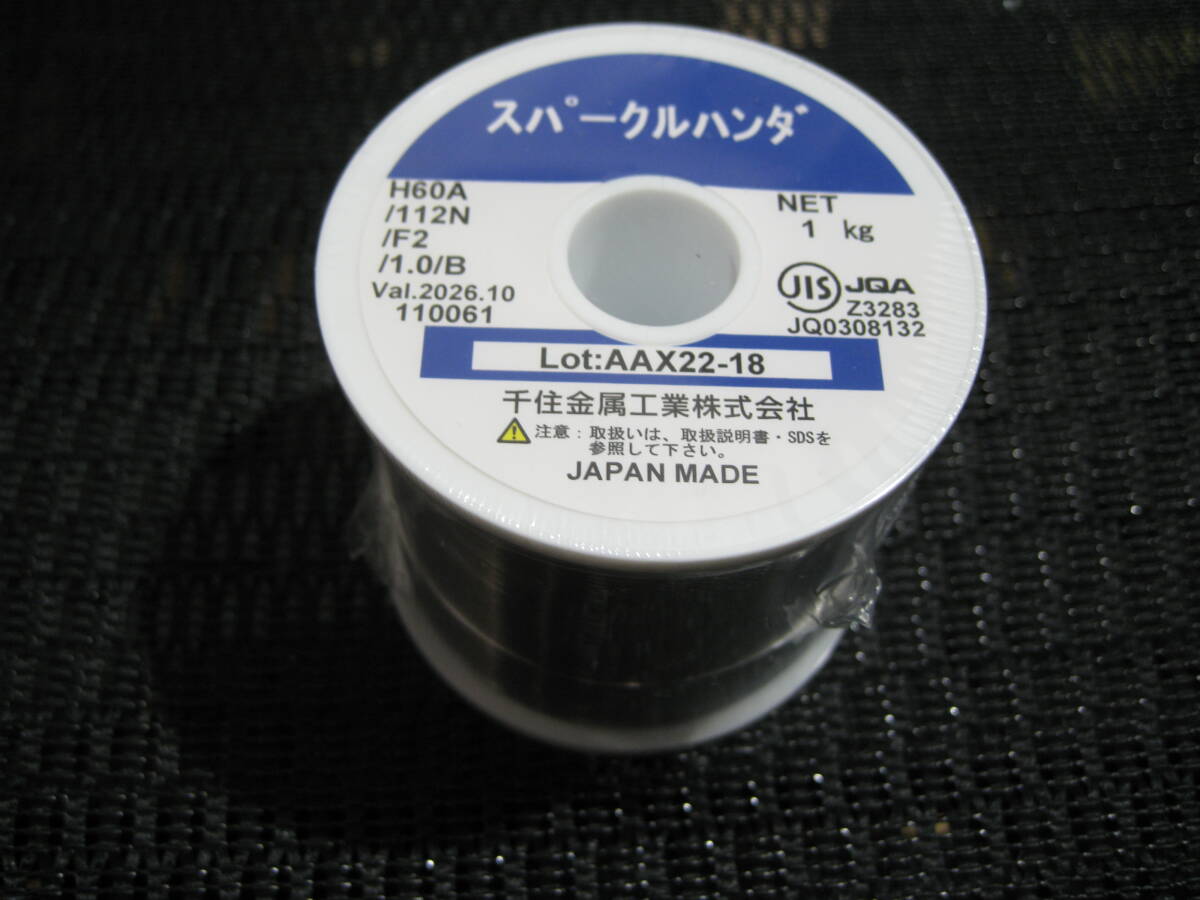 スパークルハンダ
H60A
/112N
/F2
/1.0/B
Val.2026.10
110061
NET
1 kg
JIS JQA
Z3283
JQ0308132
Lot:AAX22-18
千住金属工業株式会社
注意:取扱いは、取扱説明書・SDSを
参照して下さい。
JAPAN MADE